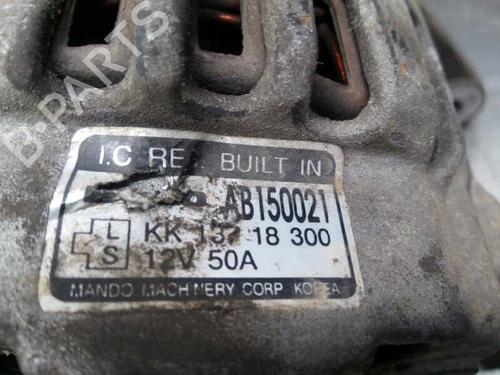 B-PARTS
I.C REG. BUILT IN
AB150021
L
S
KK 137 18 300
12V 50A
MANDO MACHINERY CORP KOREA